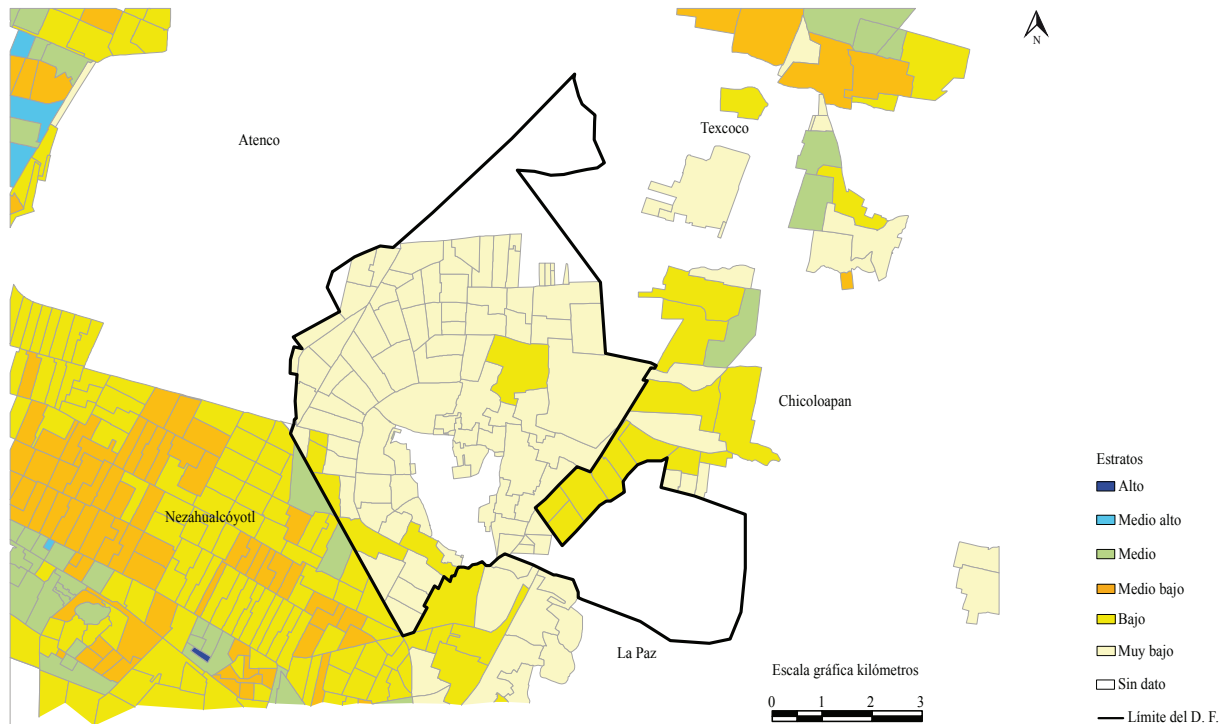 N
Atenco
Texcoco
Chicoloapan
Nezahualcóyotl
La Paz
Escala gráfica kilómetros
0 1 2 3
Estratos
Alto
Medio alto
Medio
Medio bajo
Bajo
Muy bajo
Sin dato
Límite del D. F.